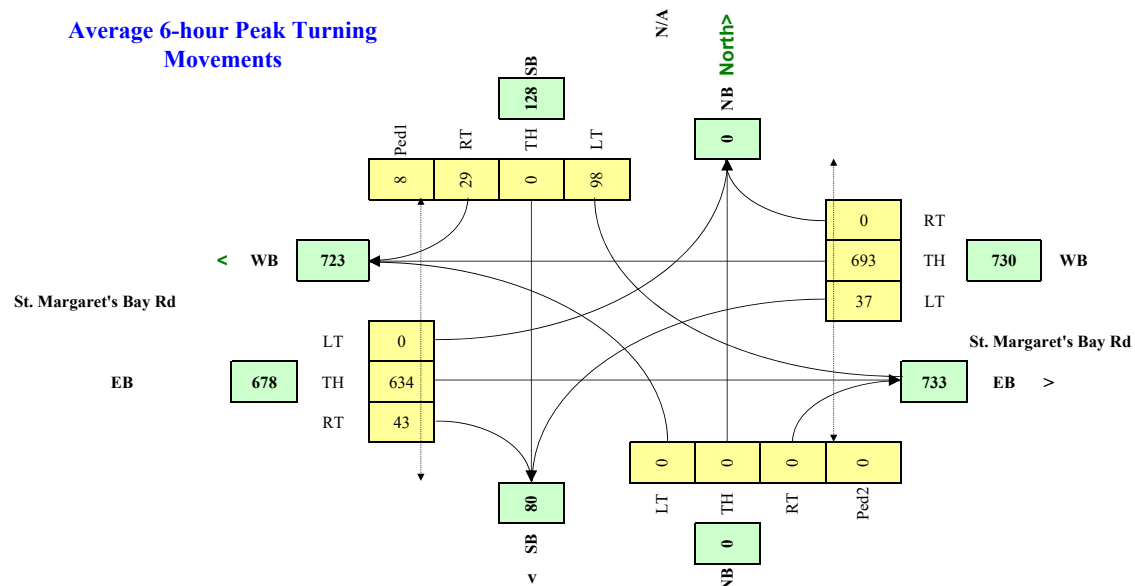 Average 6-hour Peak Turning
Movements
N/A
North>
SB
128
NB
0
Ped1
RT
TH
LT
8
29
0
98
0
RT
< WB
723
693
TH
730
WB
37
LT
St. Margaret's Bay Rd
LT
0
St. Margaret's Bay Rd
EB
678
TH
634
733
EB >
RT
43
0
0
0
0
80
SB
v
LT
TH
RT
Ped2
0
NB